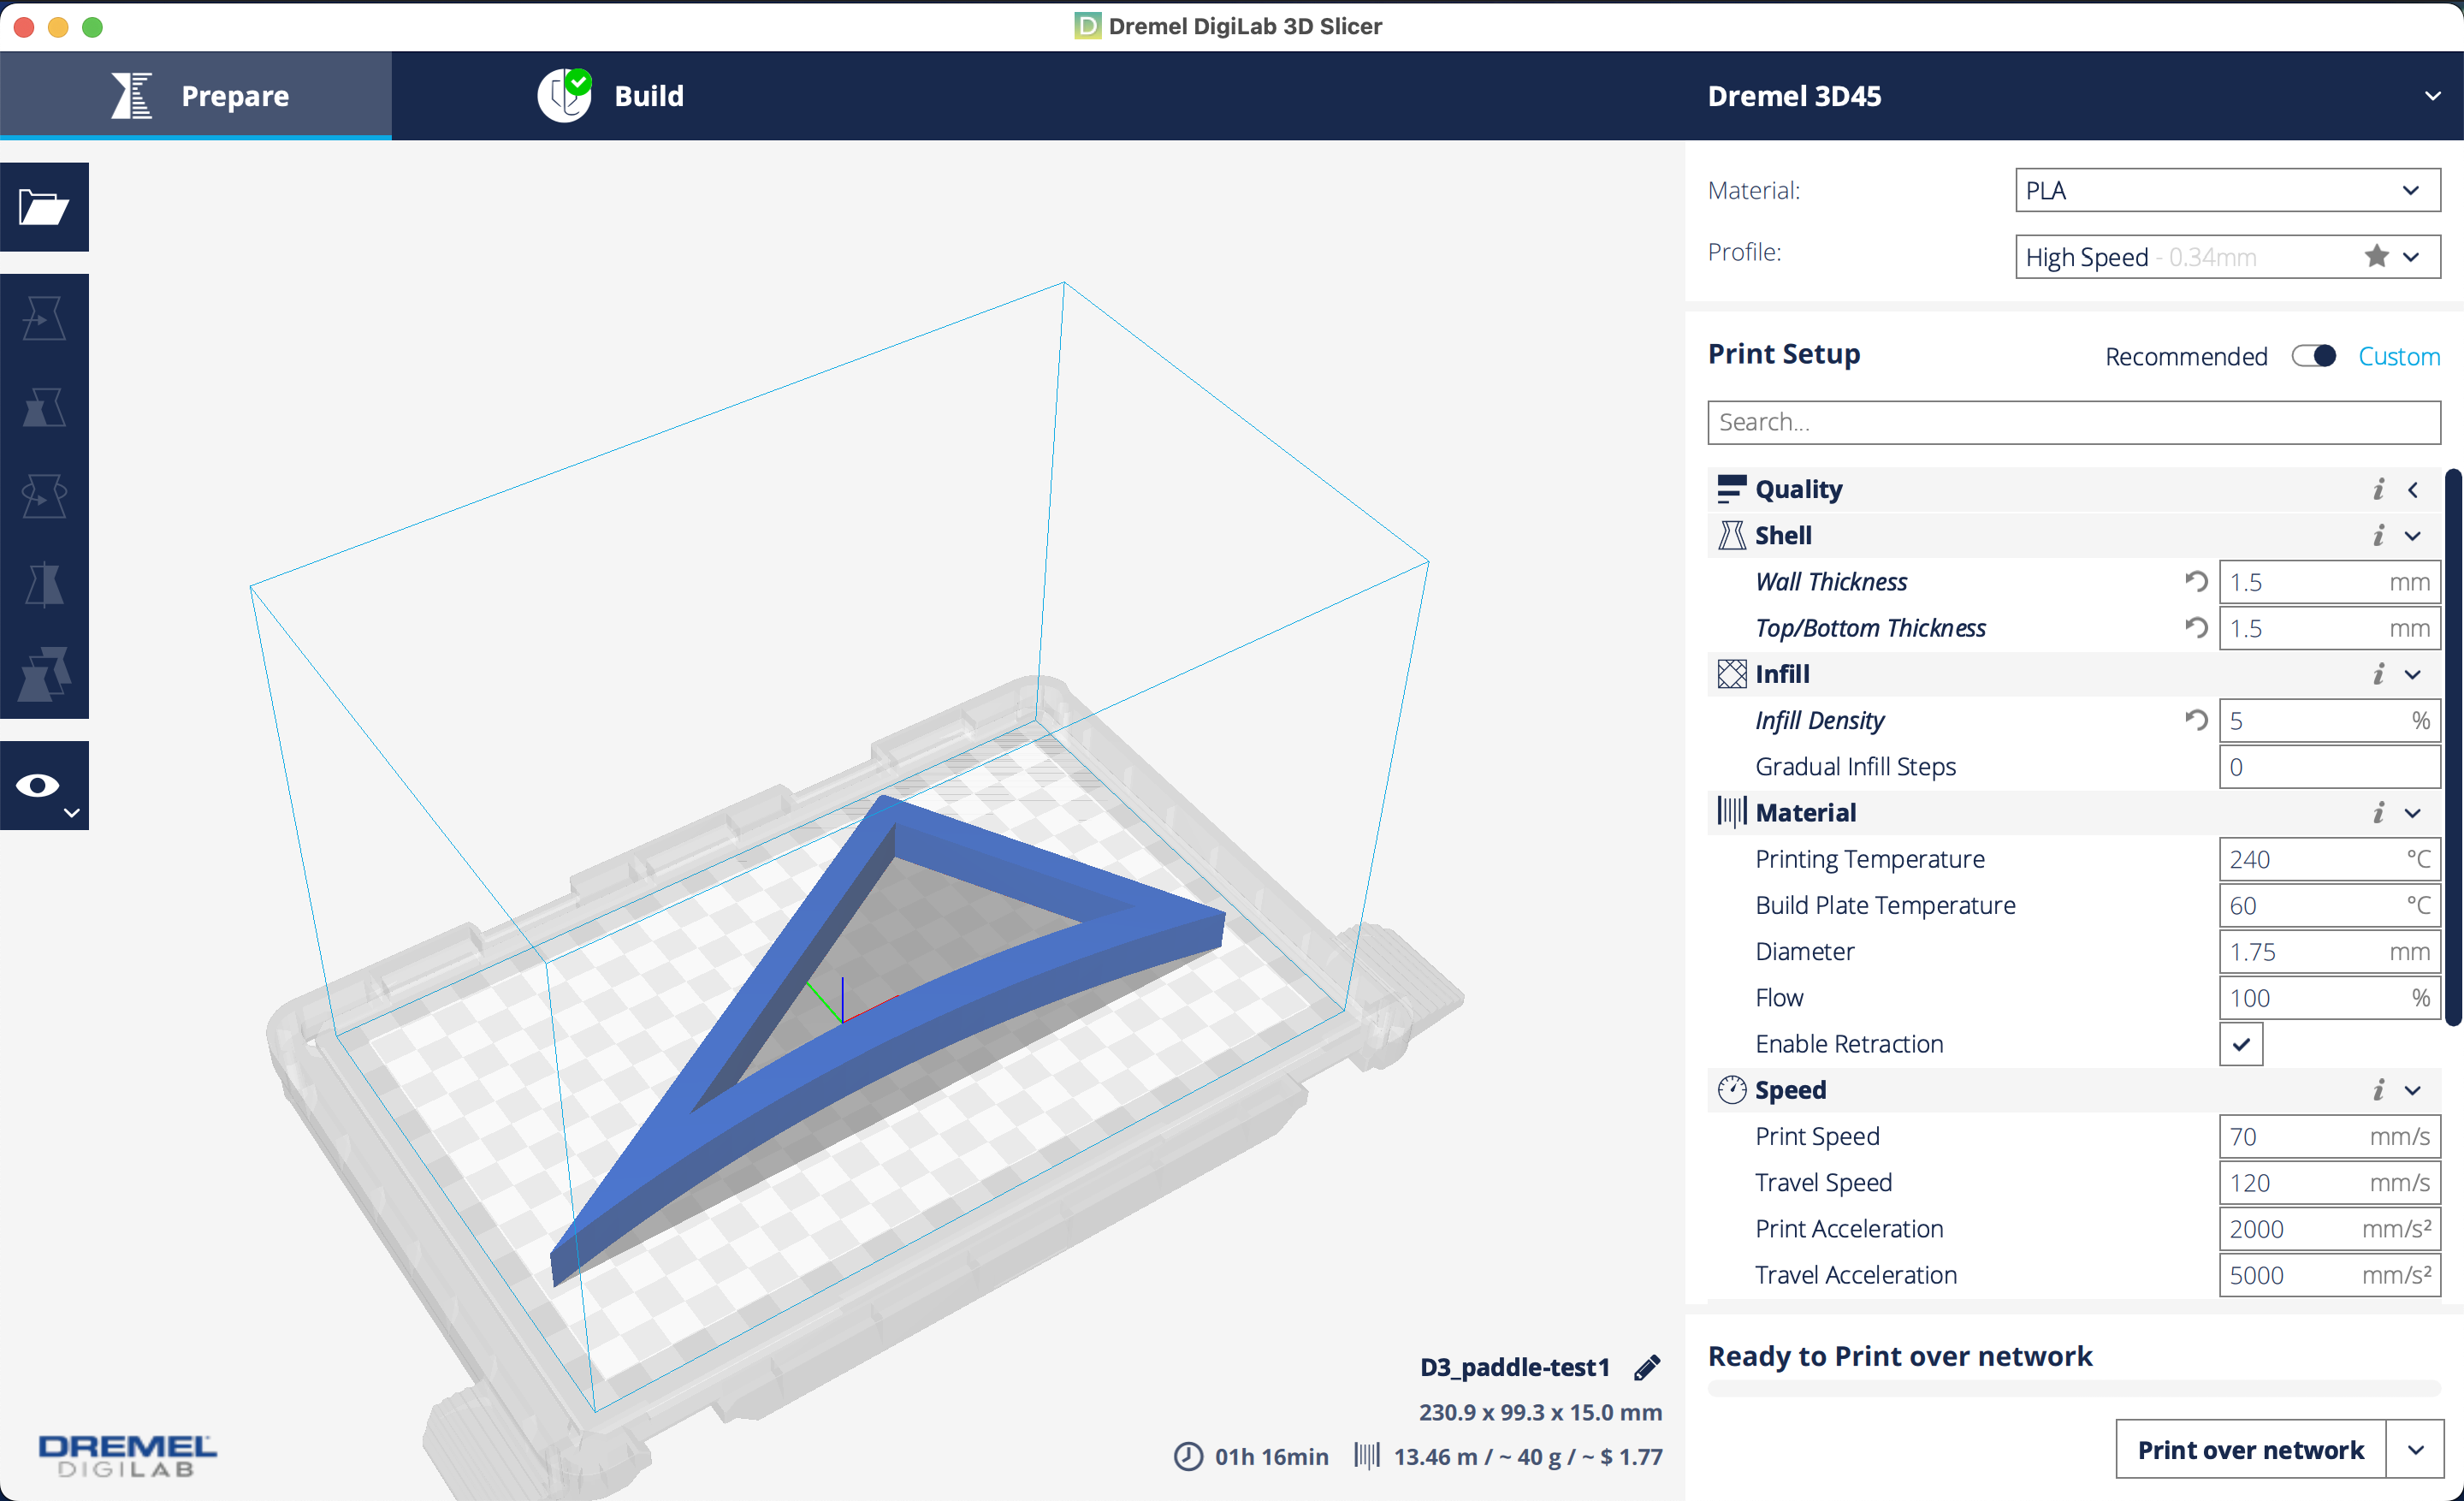 Dremel DigiLab 3D Slicer
Prepare
Build
Dremel 3D45
Material:
PLA
Profile:
High Speed - 0.34mm
Print Setup
Recommended
Custom
Search...
Quality
Shell
Wall Thickness
1.5 mm
Top/Bottom Thickness
1.5 mm
Infill
Infill Density
5 %
Gradual Infill Steps
0
Material
Printing Temperature
240 °C
Build Plate Temperature
60 °C
Diameter
1.75 mm
Flow
100 %
Enable Retraction
Speed
Print Speed
70 mm/s
Travel Speed
120 mm/s
Print Acceleration
2000 mm/s²
Travel Acceleration
5000 mm/s²
D3_paddle-test1
230.9 x 99.3 x 15.0 mm
01h 16min
13.46 m / ~ 40 g / ~ $ 1.77
DREMEL
DIGILAB
Ready to Print over network
Print over network